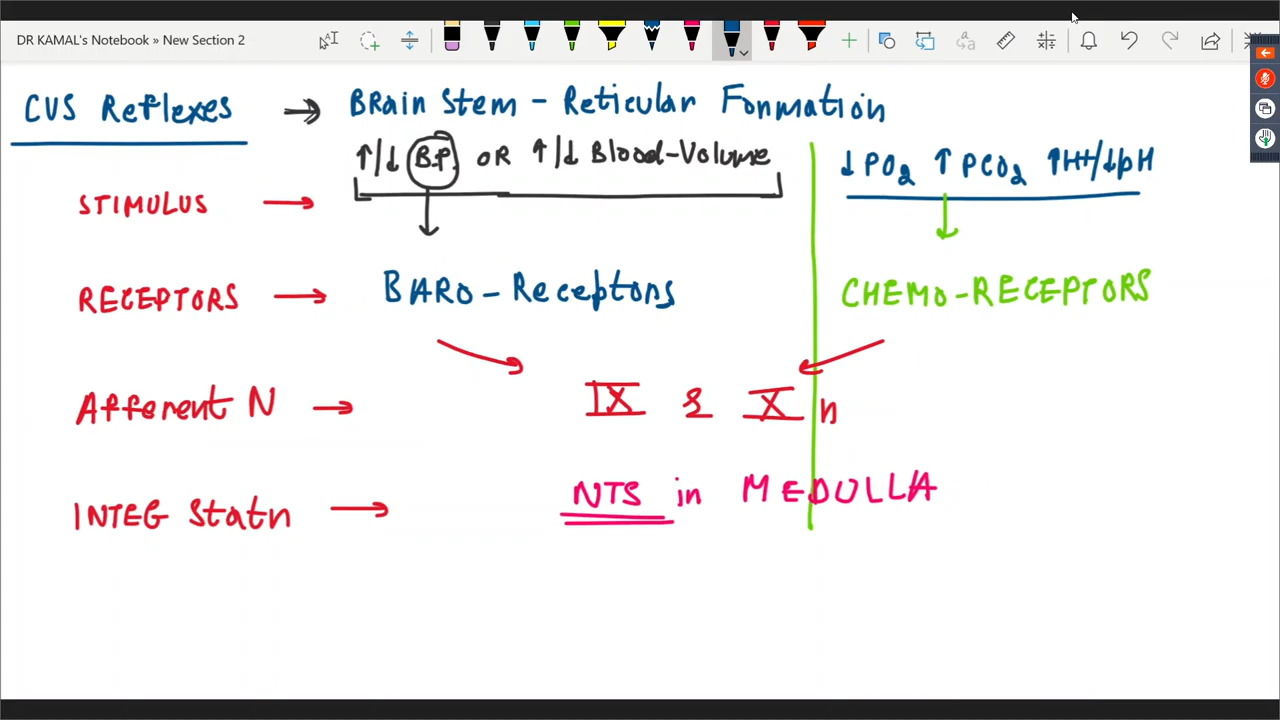 DR KAMAL's Notebook » New Section 2
CVS Reflexes → BRain Stem - Reticular Formation
↑/↓ B.P. OR ↑/↓ Blood-Volume
↓PO2 ↑PCO2 ↑H+/↓pH
STIMULUS →
RECEPTORS → BARO - Receptors
CHEMO-RECEPTORS
Afferent N → IX & X n
INTEG Statn → NTS in MEDULLA